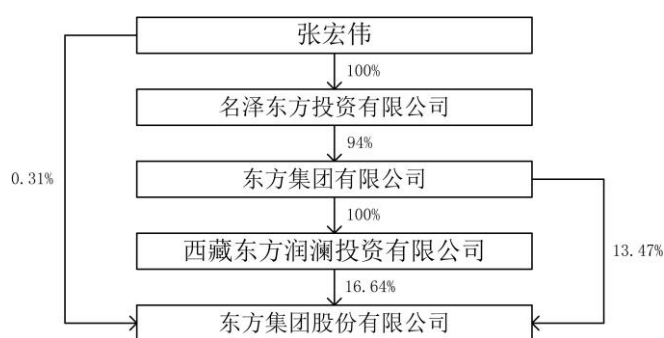 张宏伟
100%
名泽东方投资有限公司
94%
0.31%
东方集团有限公司
100%
西藏东方润澜投资有限公司
13.47%
16.64%
东方集团股份有限公司